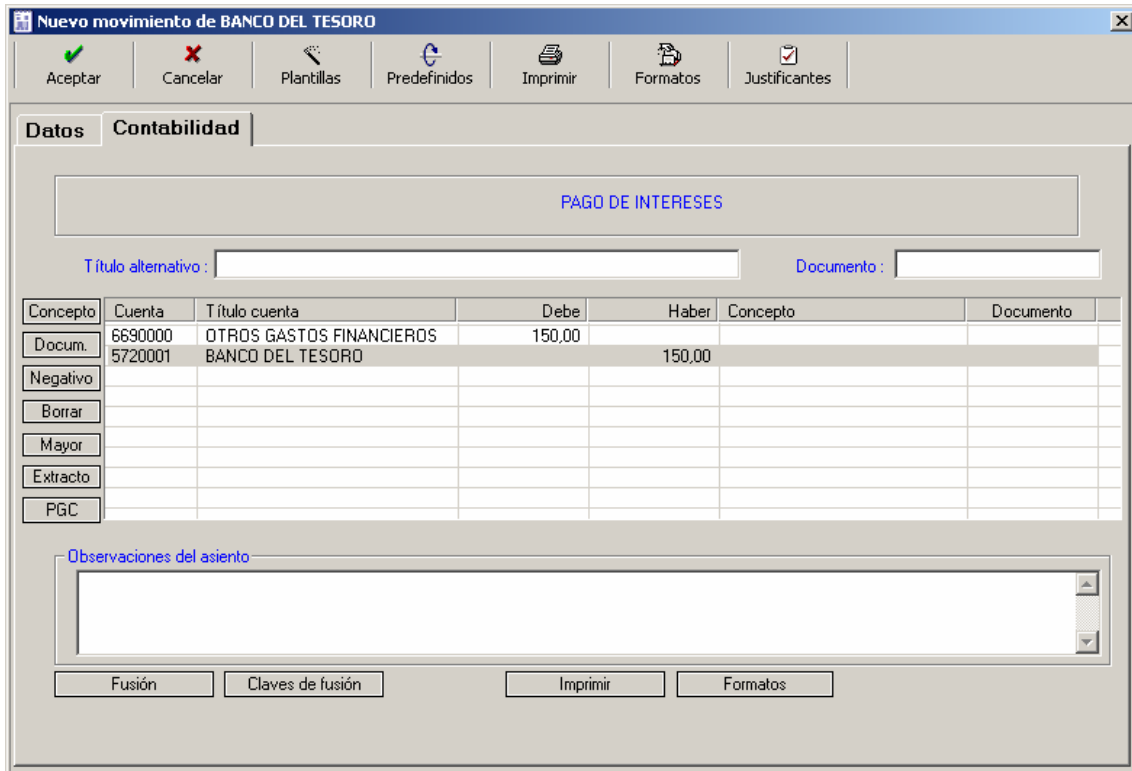 Nuevo movimiento de BANCO DEL TESORO
Aceptar Cancelar Plantillas Predefinidos Imprimir Formatos Justificantes
Datos Contabilidad
PAGO DE INTERESES
Título alternativo : Documento :
Concepto Cuenta Título cuenta Debe Haber Concepto Documento
Docum. 6690000 OTROS GASTOS FINANCIEROS 150,00
5720001 BANCO DEL TESORO 150,00
Negativo
Borrar
Mayor
Extracto
PGC
Observaciones del asiento
Fusión Claves de fusión Imprimir Formatos